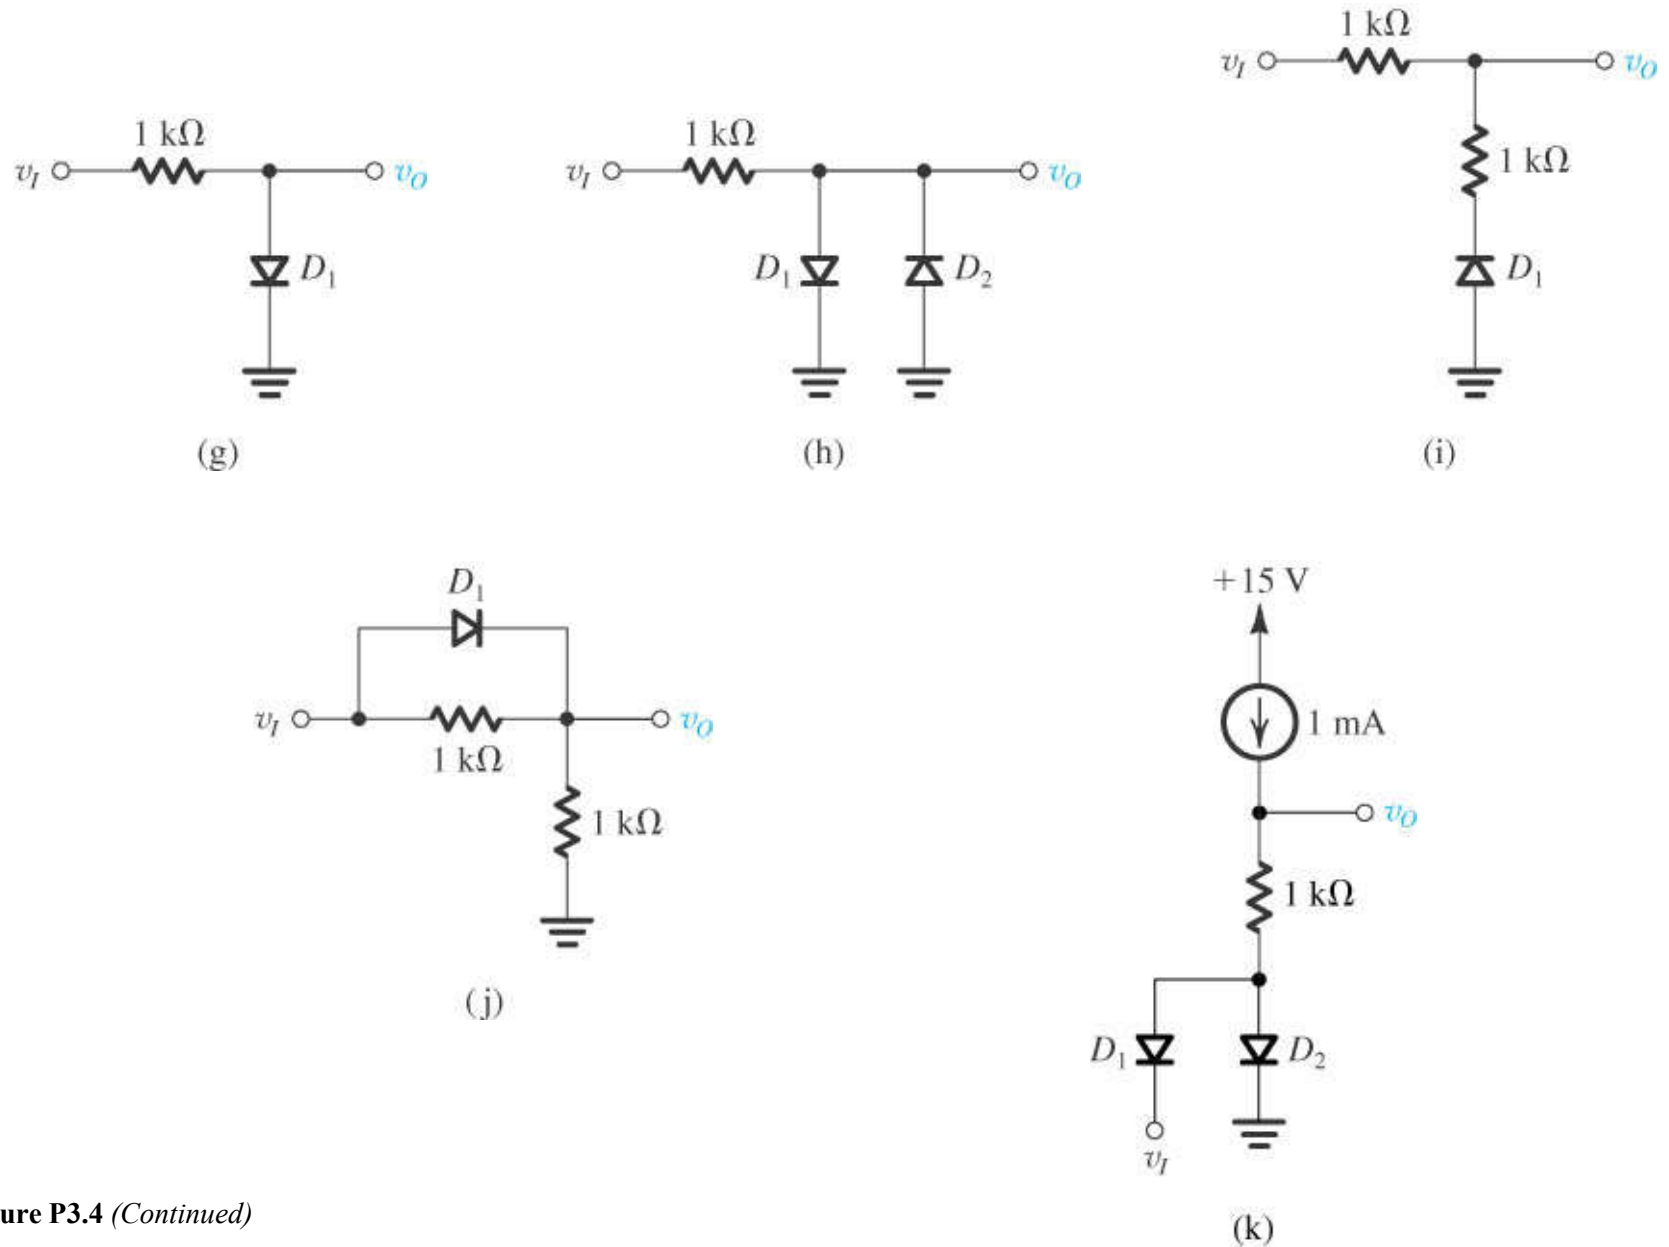 1 kΩ
v_I
v_O
1 kΩ
D_1
(g)
1 kΩ
v_I
v_O
D_1
D_2
(h)
1 kΩ
v_I
v_O
1 kΩ
D_1
(i)
D_1
v_I
v_O
1 kΩ
1 kΩ
(j)
+15 V
1 mA
v_O
1 kΩ
D_1
D_2
v_I
(k)
ure P3.4 (Continued)